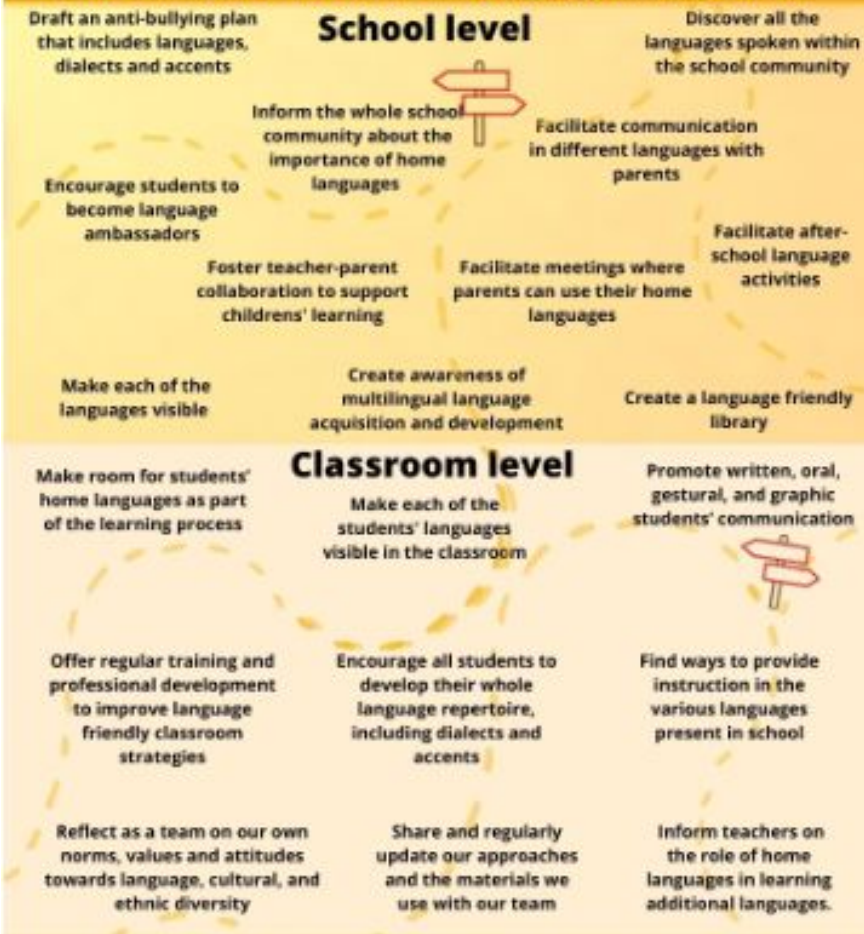 School level
Draft an anti-bullying plan
that includes languages,
dialects and accents
Discover all the
languages spoken within
the school community
Inform the whole school
community about the
importance of home
languages
Facilitate communication
in different languages with
parents
Encourage students to
become language
ambassadors
Foster teacher-parent
collaboration to support
childrens' learning
Facilitate meetings where
parents can use their home
languages
Facilitate after-
school language
activities
Make each of the
languages visible
Create awareness of
multilingual language
acquisition and development
Create a language friendly
library
Classroom level
Make room for students'
home languages as part
of the learning process
Make each of the
students' languages
visible in the classroom
Promote written, oral,
gestural, and graphic
students' communication
Offer regular training and
professional development
to improve language
friendly classroom
strategies
Encourage all students to
develop their whole
language repertoire,
including dialects and
accents
Find ways to provide
instruction in the
various languages
present in school
Reflect as a team on our own
norms, values and attitudes
towards language, cultural, and
ethnic diversity
Share and regularly
update our approaches
and the materials we
use with our team
Inform teachers on
the role of home
languages in learning
additional languages.